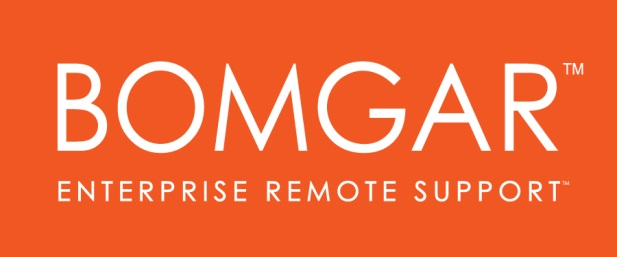 BOMGAR™
ENTERPRISE REMOTE SUPPORT™